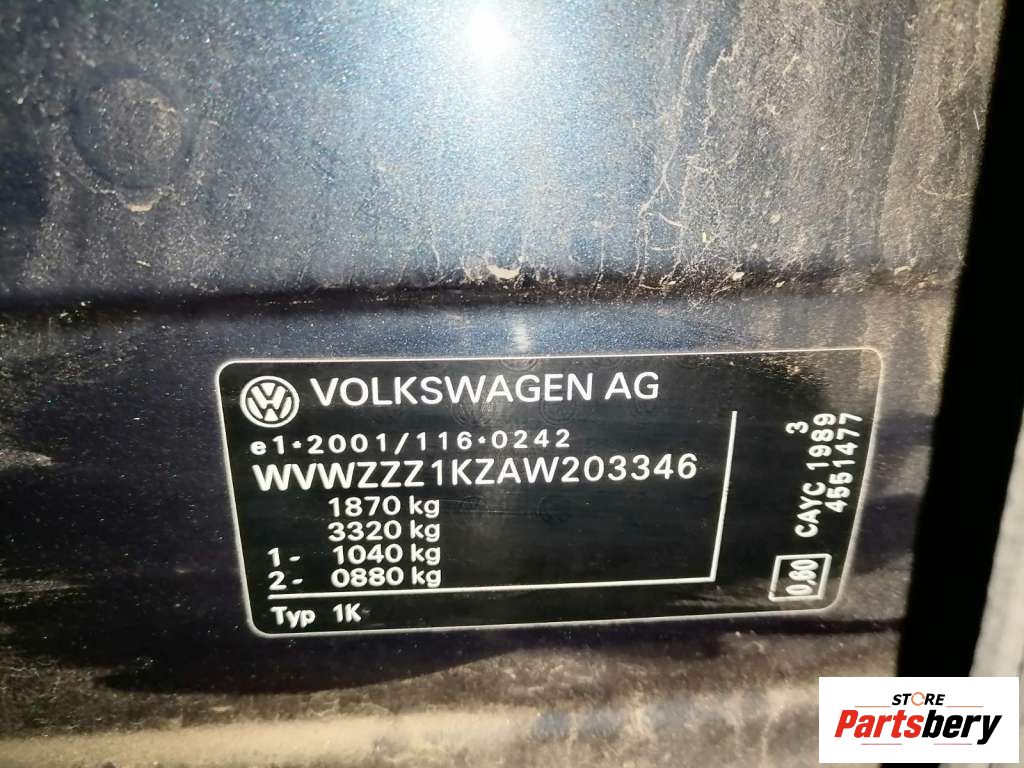 VOLKSWAGEN AG
e1*2001/116*0242
WVWZZZ1KZAW203346
1870 kg
3320 kg
1- 1040 kg
2- 0880 kg
Typ 1K
3
CAYC 1989
4551477
0,60
STORE
Partsbery